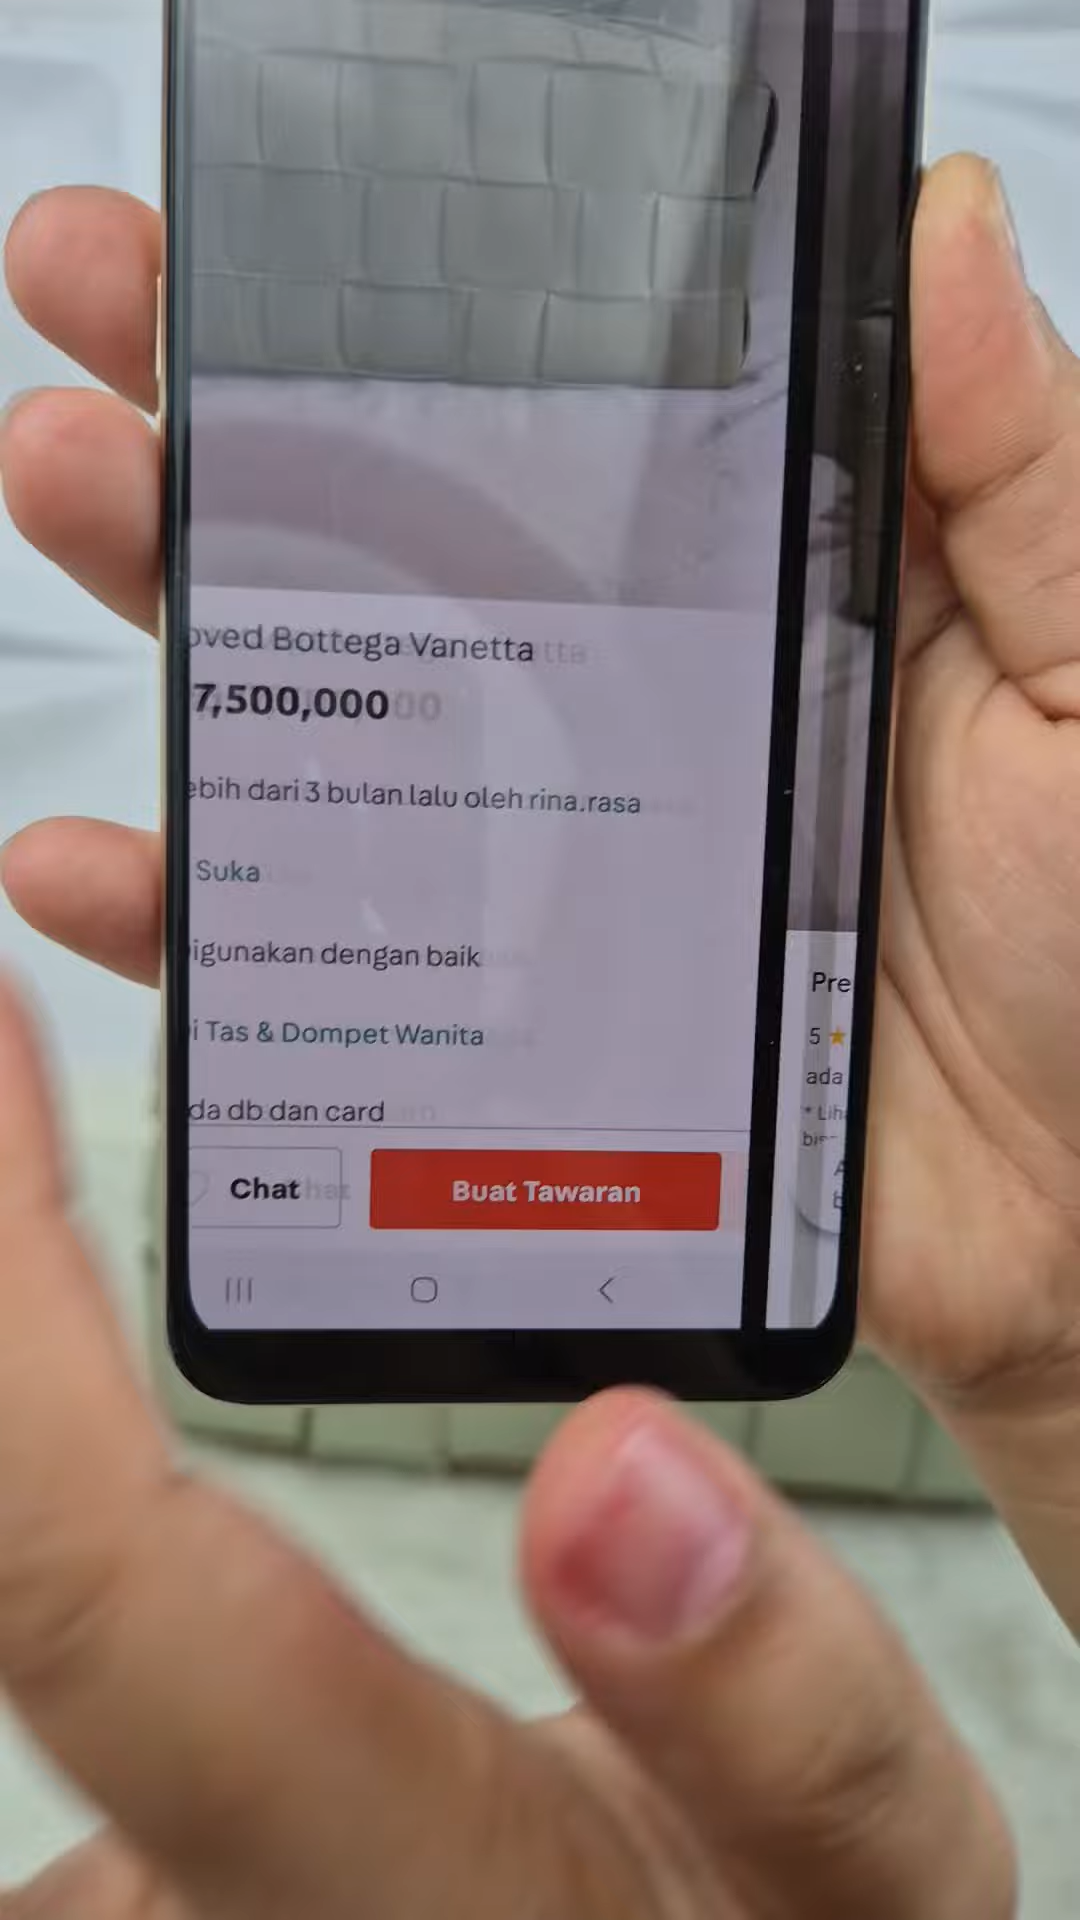 oved Bottega Vanetta
7,500,000
ebih dari 3 bulan lalu oleh rina.rasa
Suka
igunakan dengan baik
i Tas & Dompet Wanita
da db dan card
Chat
Buat Tawaran
Pre
5
ada
* Lih